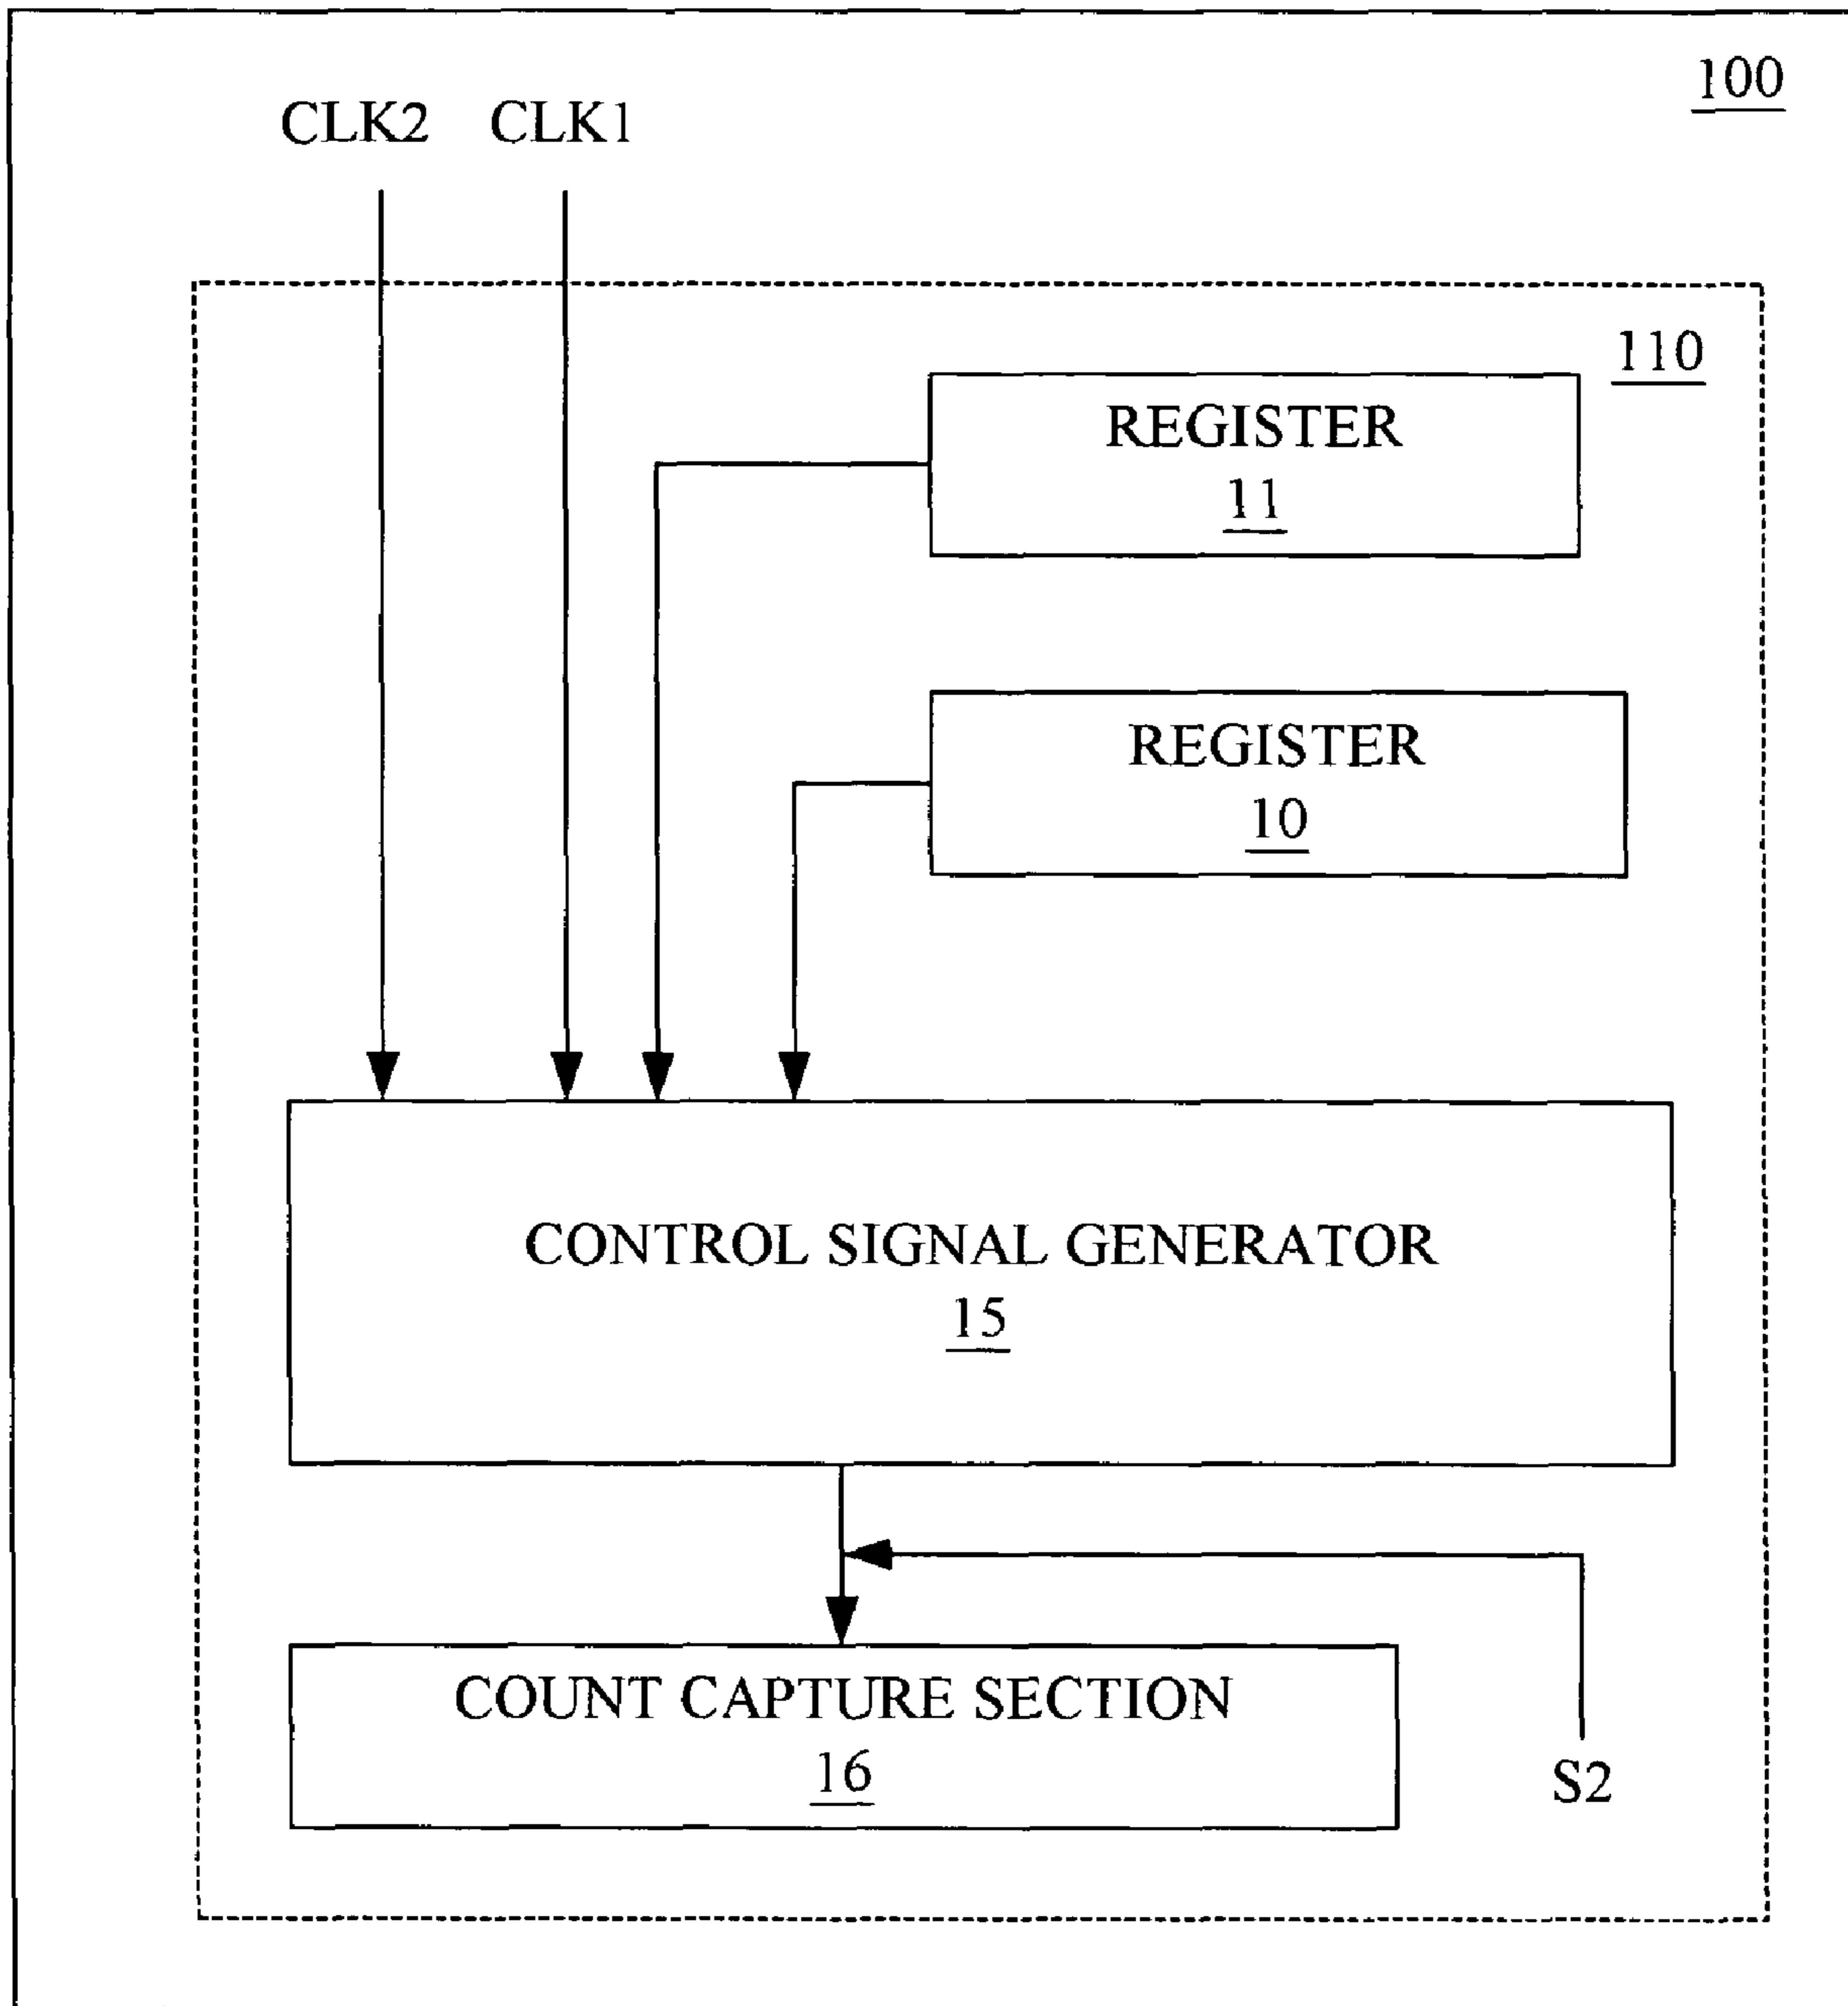 100
CLK2 CLK1
110
REGISTER
11
REGISTER
10
CONTROL SIGNAL GENERATOR
15
COUNT CAPTURE SECTION
16
S2